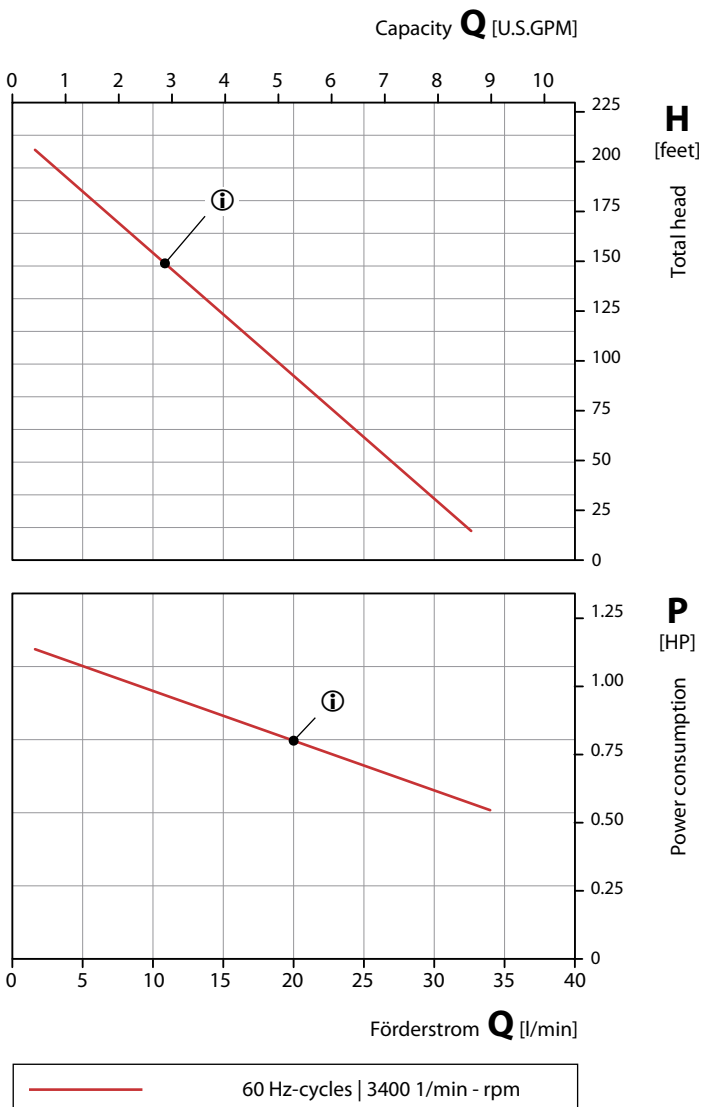 Capacity Q [U.S.GPM]
0 1 2 3 4 5 6 7 8 9 10
225
200
175
150
125
100
75
50
25
0
H
[feet]
Total head
1.25
1.00
0.75
0.50
0.25
0
P
[HP]
Power consumption
0 5 10 15 20 25 30 35 40
Förderstrom Q [l/min]
60 Hz-cycles | 3400 1/min - rpm